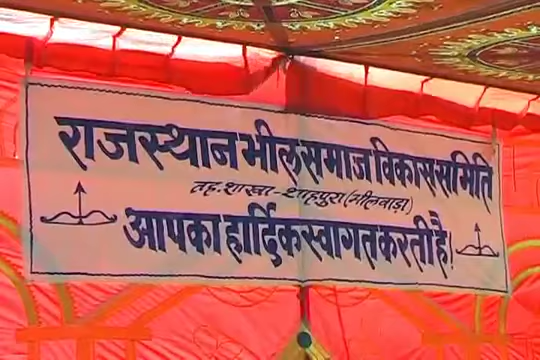 राजस्थान भील समाज विकास समिति
तह. शाखा - शाहपुरा (भीलवाड़ा)
आपका हार्दिक स्वागत करती है!